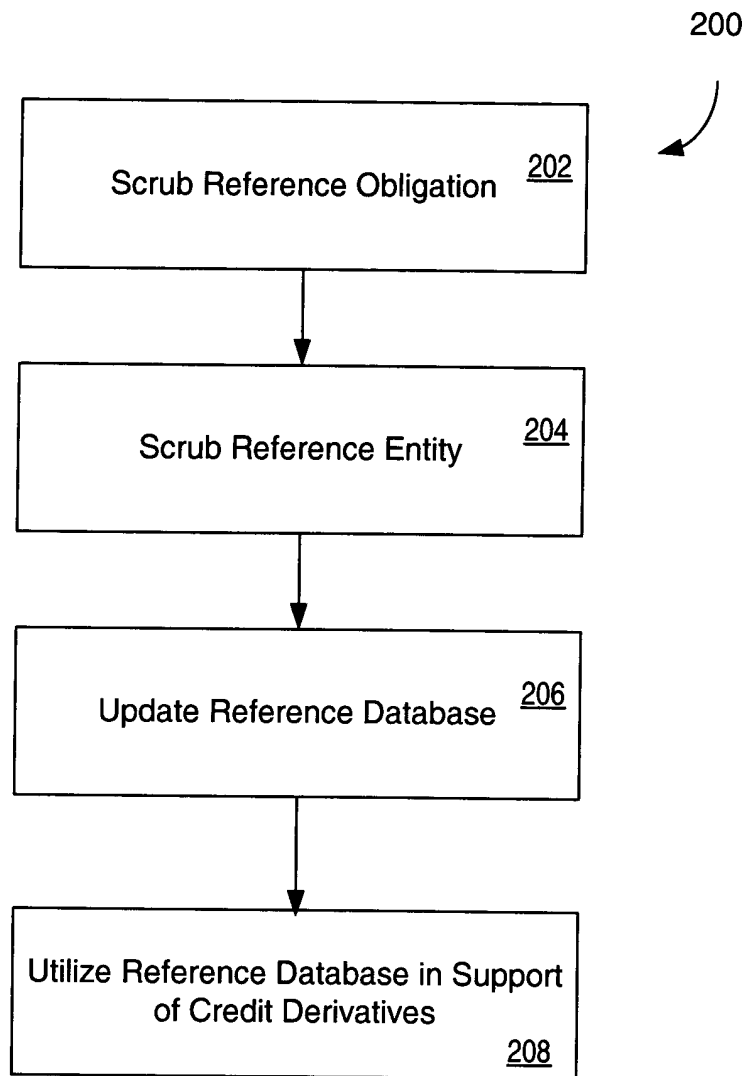 200
Scrub Reference Obligation 202
Scrub Reference Entity 204
Update Reference Database 206
Utilize Reference Database in Support
of Credit Derivatives
208